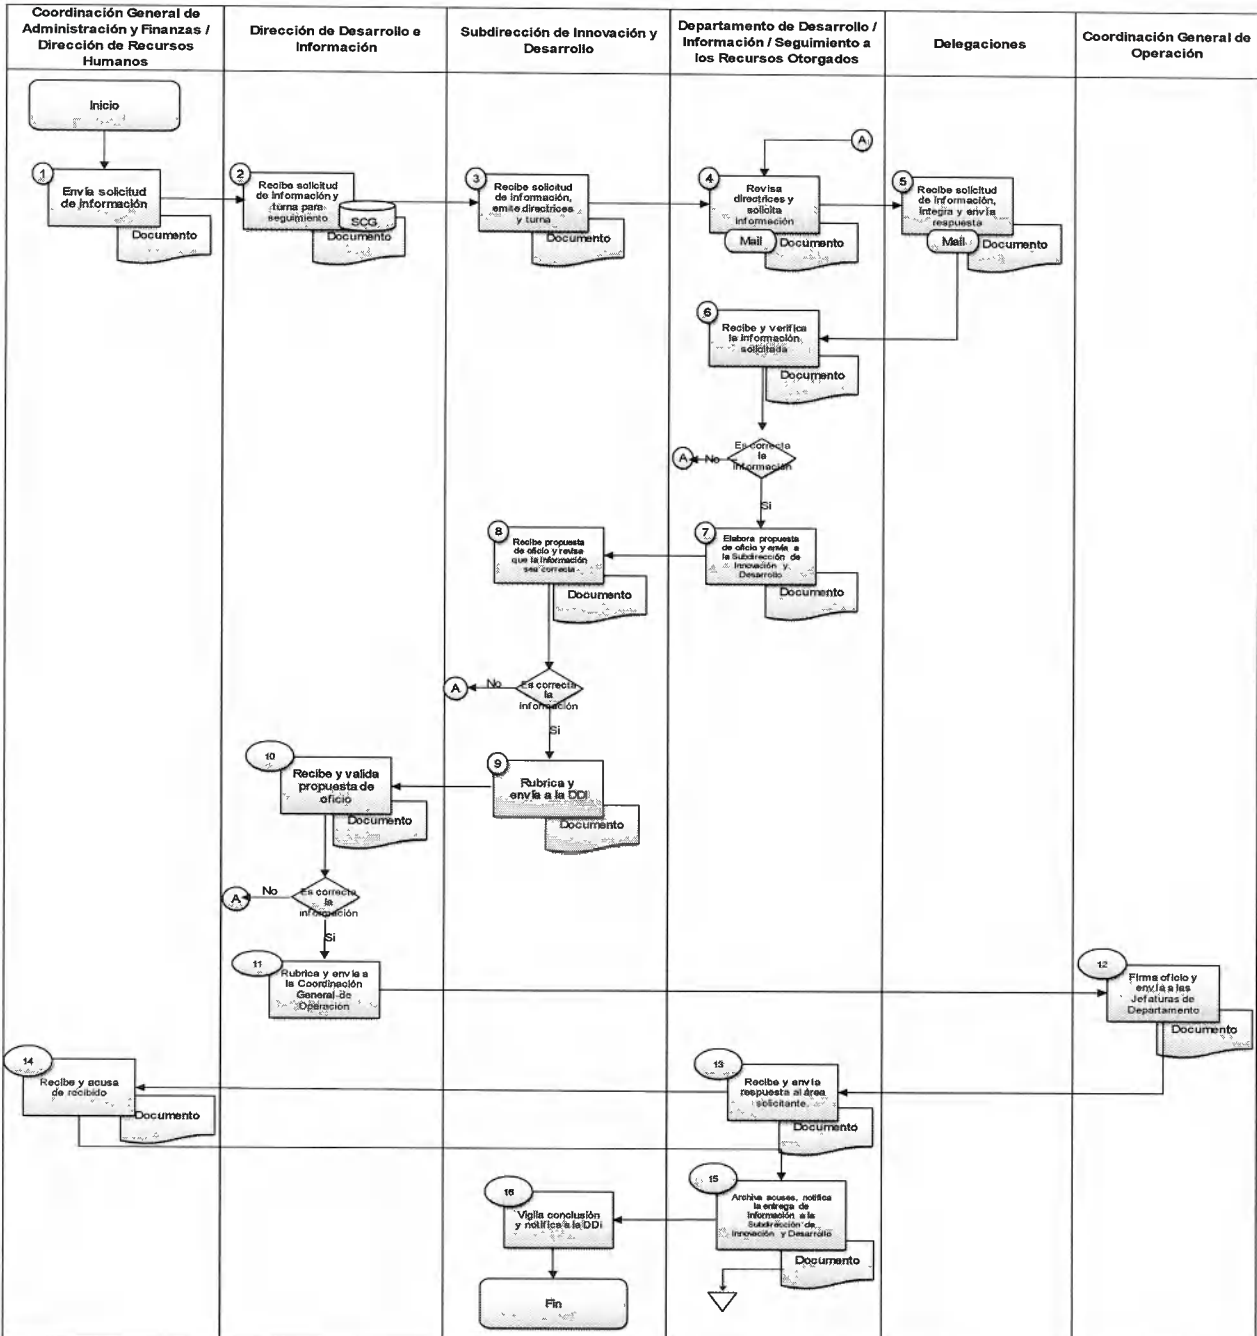 Coordinación General de
Administración y Finanzas /
Dirección de Recursos
Humanos
Dirección de Desarrollo e
Información
Subdirección de Innovación y
Desarrollo
Departamento de Desarrollo /
Información / Seguimiento a
los Recursos Otorgados
Delegaciones
Coordinación General de
Operación
Inicio
A
1
Envía solicitud
de información
Documento
2
Recibe solicitud
de información y
turna para
seguimiento
SCG
Documento
3
Recibe solicitud
de información,
emite directrices
y turna
Documento
4
Revisa
directrices y
solicita
información
Mail
Documento
5
Recibe solicitud
de información,
integra y envía
respuesta
Mail
Documento
6
Recibe y verifica
la información
solicitada
Documento
Es correcta
la
información
No
A
Si
7
Elabora propuesta
de oficio y envía a
la Subdirección de
Innovación y
Desarrollo
Documento
8
Recibe propuesta
de oficio y revisa
que la información
sea correcta
Documento
Es correcta
la
información
No
A
Si
9
Rubrica y
envía a la DDI
Documento
10
Recibe y valida
propuesta de
oficio
Documento
Es correcta
la
información
No
A
Si
11
Rubrica y envía a
la Coordinación
General de
Operación
12
Firma oficio y
envía a las
Jefaturas de
Departamento
Documento
13
Recibe y envía
respuesta al área
solicitante.
Documento
14
Recibe y acusa
de recibido
Documento
15
Archiva acuses, notifica
la entrega de
Información a la
Subdirección de
Innovación y Desarrollo
Documento
16
Vigila conclusión
y notifica a la DDI
Fin